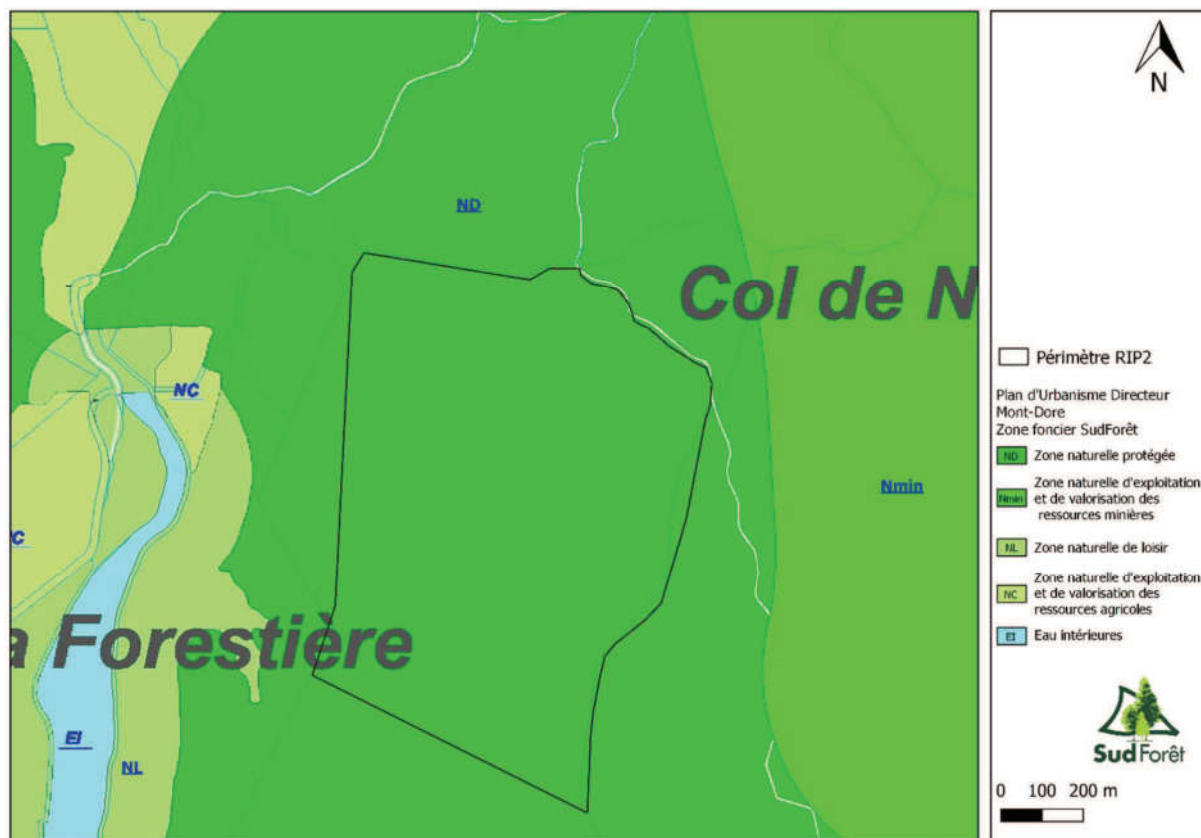 ND
Col de N
NC
Nmin
C
a Forestière
EI
NL
N
Périmètre RIP2
Plan d'Urbanisme Directeur
Mont-Dore
Zone foncier SudForêt
ND Zone naturelle protégée
Zone naturelle d'exploitation
Nmin et de valorisation des
ressources minières
NL Zone naturelle de loisir
Zone naturelle d'exploitation
NC et de valorisation des
ressources agricoles
EI Eau intérieures
Sud Forêt
0 100 200 m